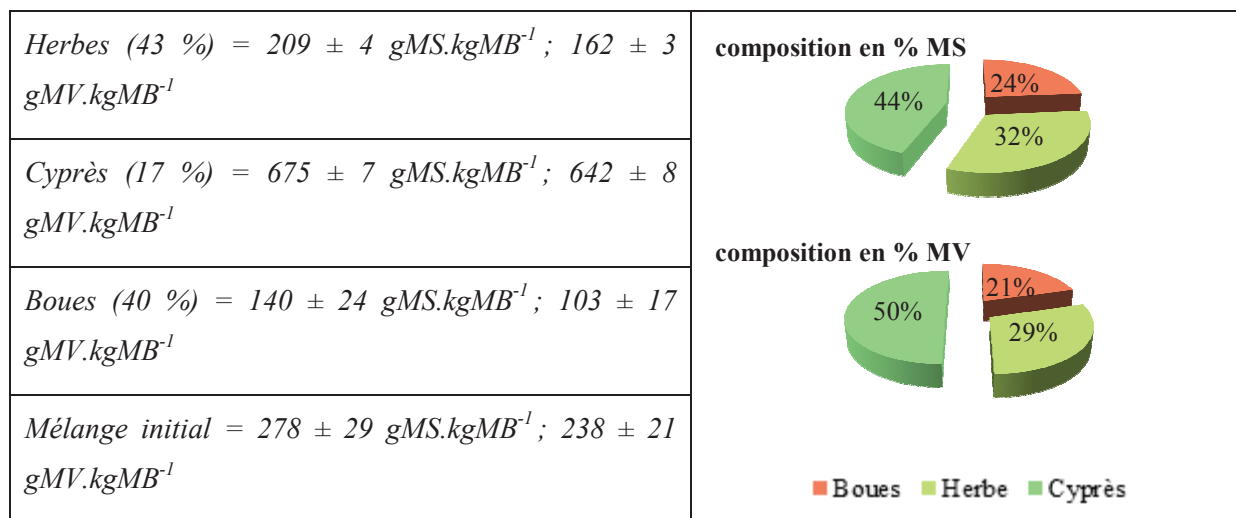 Herbes (43 %) = 209 ± 4 gMS.kgMB⁻¹ ; 162 ± 3
gMV.kgMB⁻¹
Cyprès (17 %) = 675 ± 7 gMS.kgMB⁻¹; 642 ± 8
gMV.kgMB⁻¹
Boues (40 %) = 140 ± 24 gMS.kgMB⁻¹; 103 ± 17
gMV.kgMB⁻¹
Mélange initial = 278 ± 29 gMS.kgMB⁻¹; 238 ± 21
gMV.kgMB⁻¹
composition en % MS
24%
44%
32%
composition en % MV
21%
50%
29%
Boues Herbe Cyprès